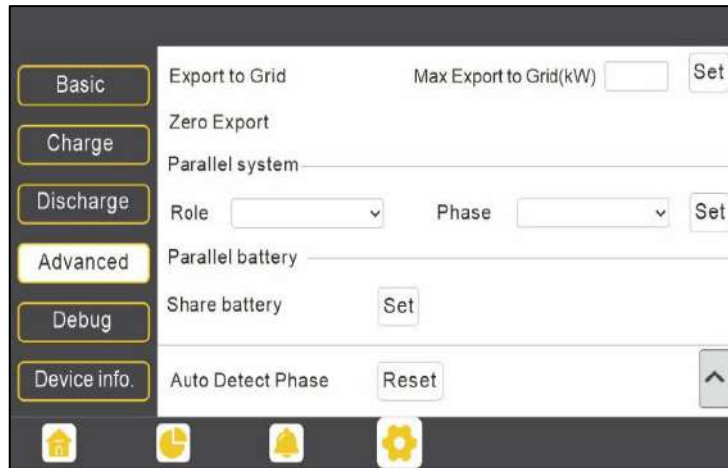 Basic
Charge
Discharge
Advanced
Debug
Device info.
Export to Grid Max Export to Grid(kW) Set
Zero Export
Parallel system
Role Phase Set
Parallel battery
Share battery Set
Auto Detect Phase Reset